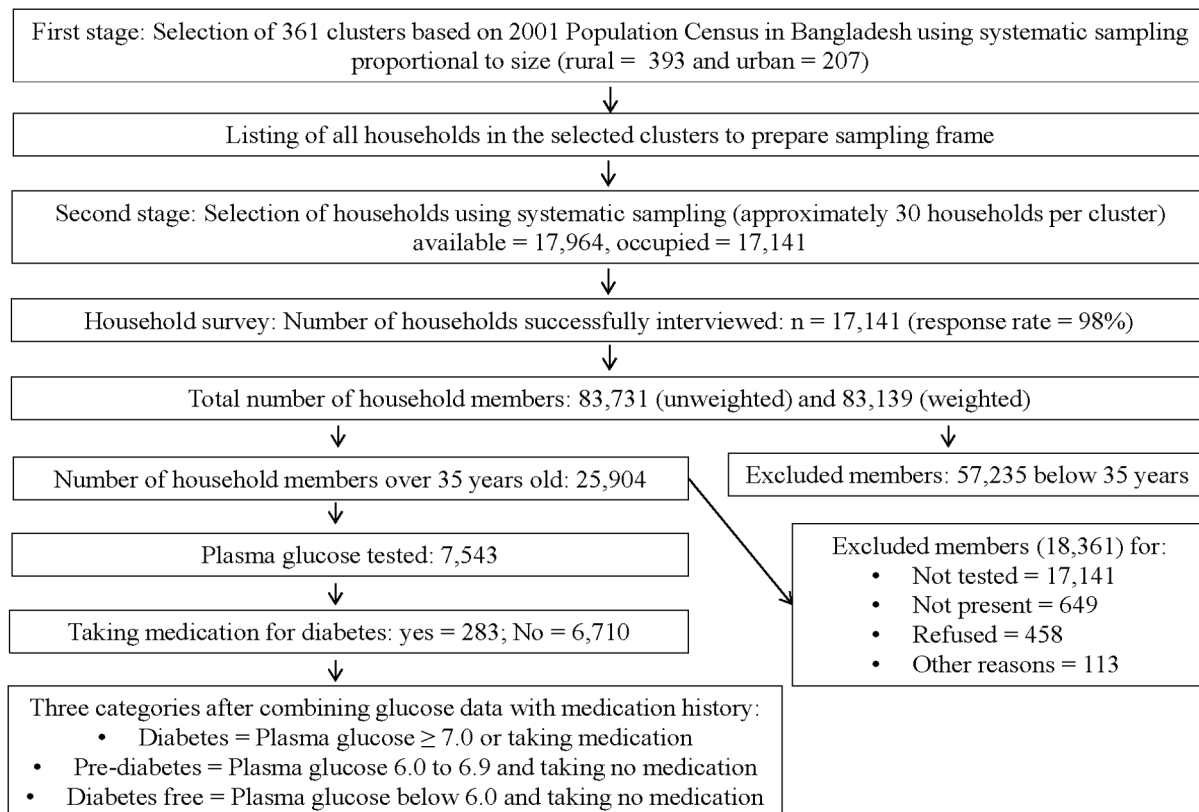 First stage: Selection of 361 clusters based on 2001 Population Census in Bangladesh using systematic sampling
proportional to size (rural = 393 and urban = 207)
Listing of all households in the selected clusters to prepare sampling frame
Second stage: Selection of households using systematic sampling (approximately 30 households per cluster)
available = 17,964, occupied = 17,141
Household survey: Number of households successfully interviewed: n = 17,141 (response rate = 98%)
Total number of household members: 83,731 (unweighted) and 83,139 (weighted)
Number of household members over 35 years old: 25,904
Excluded members: 57,235 below 35 years
Plasma glucose tested: 7,543
Excluded members (18,361) for:
• Not tested = 17,141
• Not present = 649
• Refused = 458
• Other reasons = 113
Taking medication for diabetes: yes = 283; No = 6,710
Three categories after combining glucose data with medication history:
• Diabetes = Plasma glucose ≥ 7.0 or taking medication
• Pre-diabetes = Plasma glucose 6.0 to 6.9 and taking no medication
• Diabetes free = Plasma glucose below 6.0 and taking no medication